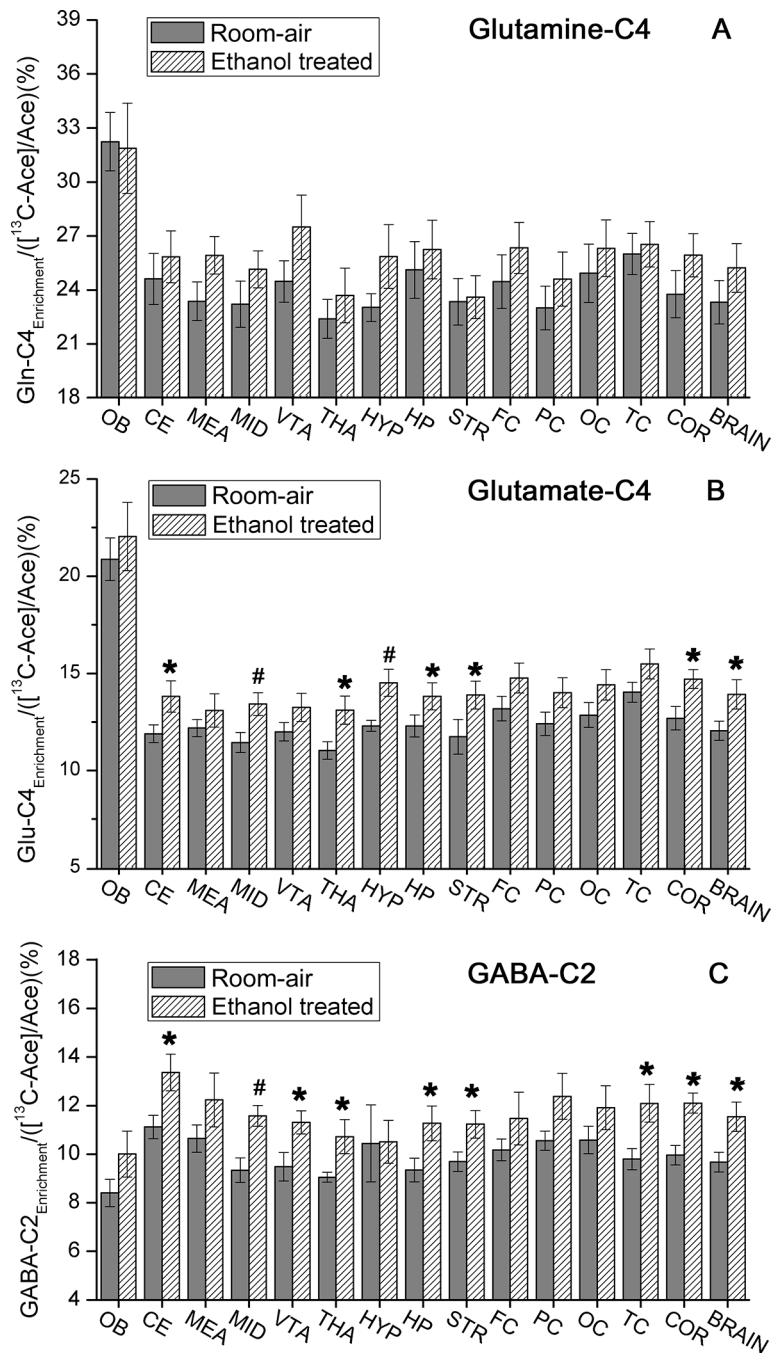 Glutamine-C4 A
Room-air
Ethanol treated
Gln-C4Enrichment/([13C-Ace]/Ace)(%)
39
36
33
30
27
24
21
18
OB CE MEA MID VTA THA HYP HP STR FC PC OC TC COR BRAIN
Glutamate-C4 B
Room-air
Ethanol treated
Glu-C4Enrichment/([13C-Ace]/Ace)(%)
25
20
15
10
5
* # * # * * * *
OB CE MEA MID VTA THA HYP HP STR FC PC OC TC COR BRAIN
GABA-C2 C
Room-air
Ethanol treated
GABA-C2Enrichment/([13C-Ace]/Ace)(%)
18
16
14
12
10
8
6
4
* # * * * * * * *
OB CE MEA MID VTA THA HYP HP STR FC PC OC TC COR BRAIN